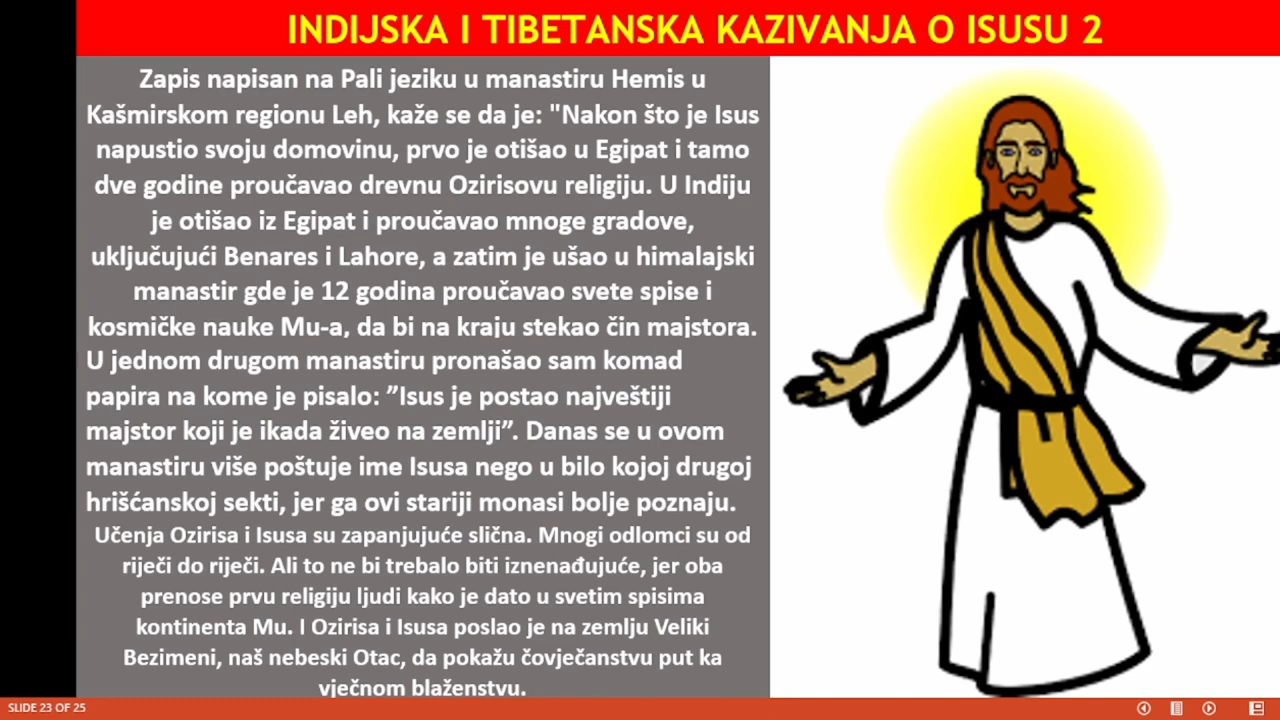 INDIJSKA I TIBETANSKA KAZIVANJA O ISUSU 2
Zapis napisan na Pali jeziku u manastiru Hemis u
Kašmirskom regionu Leh, kaže se da je: "Nakon što je Isus
napustio svoju domovinu, prvo je otišao u Egipat i tamo
dve godine proučavao drevnu Ozirisovu religiju. U Indiju
je otišao iz Egipat i proučavao mnoge gradove,
uključujući Benares i Lahore, a zatim je ušao u himalajski
manastir gde je 12 godina proučavao svete spise i
kosmičke nauke Mu-a, da bi na kraju stekao čin majstora.
U jednom drugom manastiru pronašao sam komad
papira na kome je pisalo: ”Isus je postao najveštiji
majstor koji je ikada živeo na zemlji”. Danas se u ovom
manastiru više poštuje ime Isusa nego u bilo kojoj drugoj
hrišćanskoj sekti, jer ga ovi stariji monasi bolje poznaju.
Učenja Ozirisa i Isusa su zapanjujuće slična. Mnogi odlomci su od
riječi do riječi. Ali to ne bi trebalo biti iznenađujuće, jer oba
prenose prvu religiju ljudi kako je dato u svetim spisima
kontinenta Mu. I Ozirisa i Isusa poslao je na zemlju Veliki
Bezimeni, naš nebeski Otac, da pokažu čovječanstvu put ka
vječnom blaženstvu.
SLIDE 23 OF 25